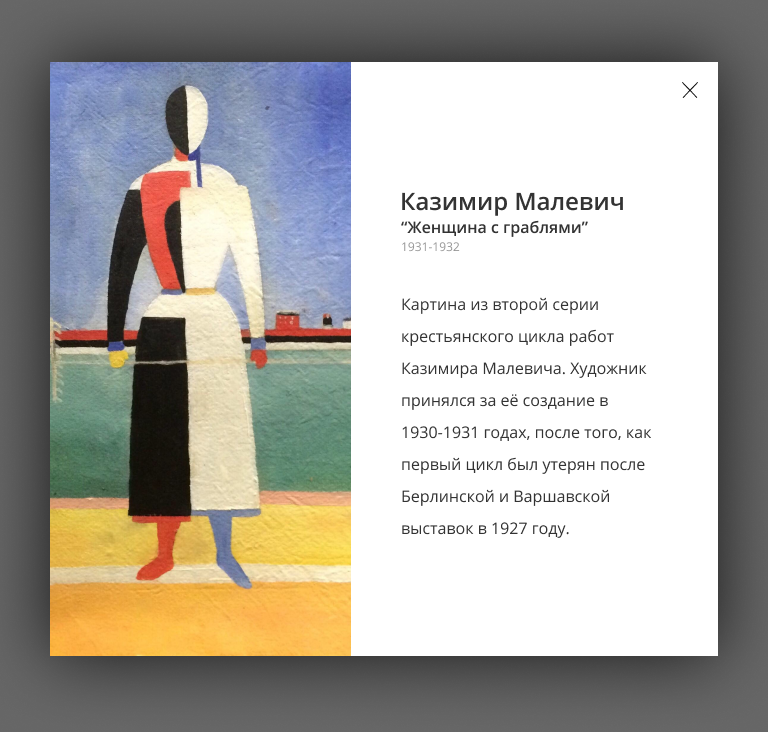 Казимир Малевич
“Женщина с граблями”
1931-1932
Картина из второй серии
крестьянского цикла работ
Казимира Малевича. Художник
принялся за её создание в
1930-1931 годах, после того, как
первый цикл был утерян после
Берлинской и Варшавской
выставок в 1927 году.